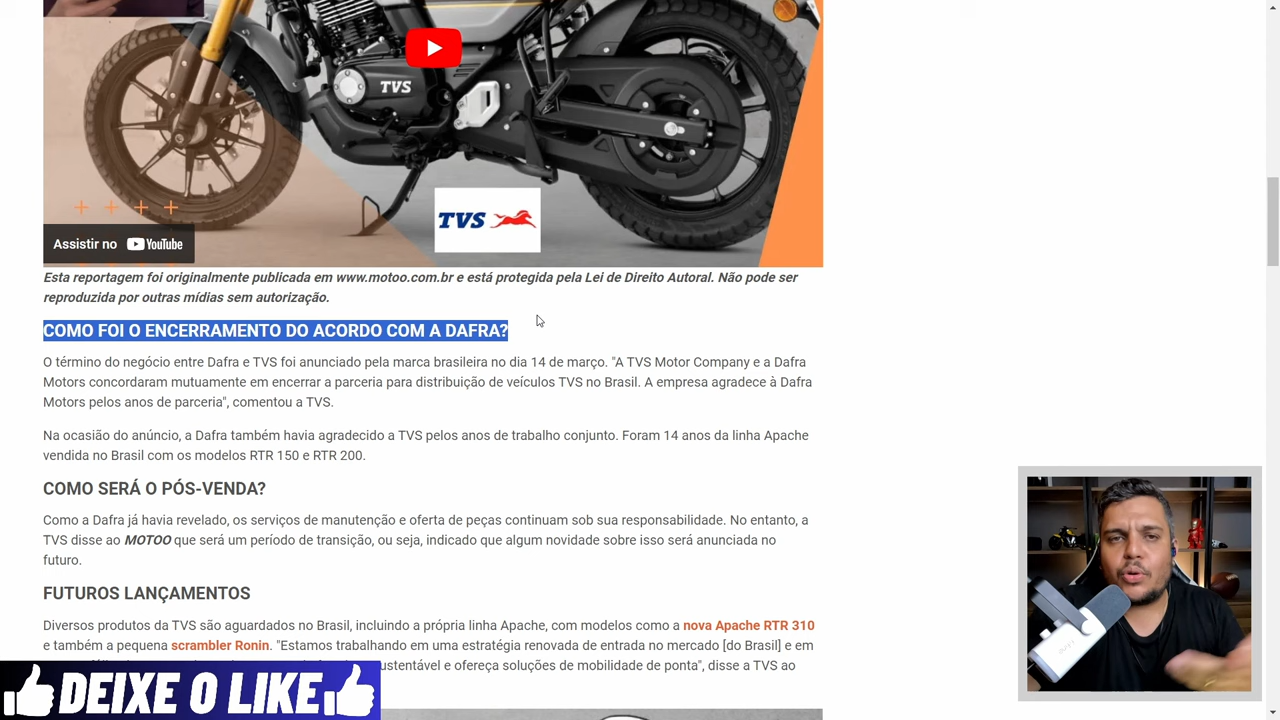 TVS
TVS
Assistir no YouTube
Esta reportagem foi originalmente publicada em www.motoo.com.br e está protegida pela Lei de Direito Autoral. Não pode ser
reproduzida por outras mídias sem autorização.
COMO FOI O ENCERRAMENTO DO ACORDO COM A DAFRA?
O término do negócio entre Dafra e TVS foi anunciado pela marca brasileira no dia 14 de março. "A TVS Motor Company e a Dafra
Motors concordaram mutuamente em encerrar a parceria para distribuição de veículos TVS no Brasil. A empresa agradece à Dafra
Motors pelos anos de parceria", comentou a TVS.
Na ocasião do anúncio, a Dafra também havia agradecido a TVS pelos anos de trabalho conjunto. Foram 14 anos da linha Apache
vendida no Brasil com os modelos RTR 150 e RTR 200.
COMO SERÁ O PÓS-VENDA?
Como a Dafra já havia revelado, os serviços de manutenção e oferta de peças continuam sob sua responsabilidade. No entanto, a
TVS disse ao MOTOO que será um período de transição, ou seja, indicado que algum novidade sobre isso será anunciada no
futuro.
FUTUROS LANÇAMENTOS
Diversos produtos da TVS são aguardados no Brasil, incluindo a própria linha Apache, com modelos como a nova Apache RTR 310
e também a pequena scrambler Ronin. "Estamos trabalhando em uma estratégia renovada de entrada no mercado [do Brasil] e em
ustentável e ofereça soluções de mobilidade de ponta", disse a TVS ao
DEIXE O LIKE